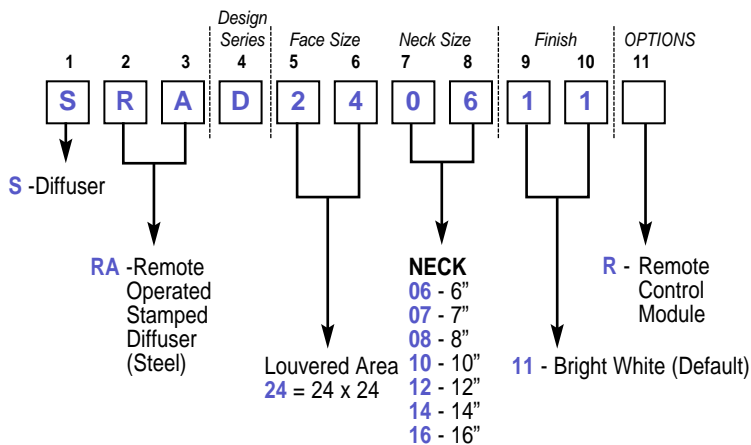 Design
Series Face Size Neck Size Finish OPTIONS
1 2 3 4 5 6 7 8 9 10 11
S R A D 2 4 0 6 1 1
S -Diffuser
RA -Remote
Operated
Stamped
Diffuser
(Steel)
Louvered Area
24 = 24 x 24
NECK
06 - 6”
07 - 7”
08 - 8”
10 - 10”
12 - 12”
14 - 14”
16 - 16”
11 - Bright White (Default)
R - Remote
Control
Module